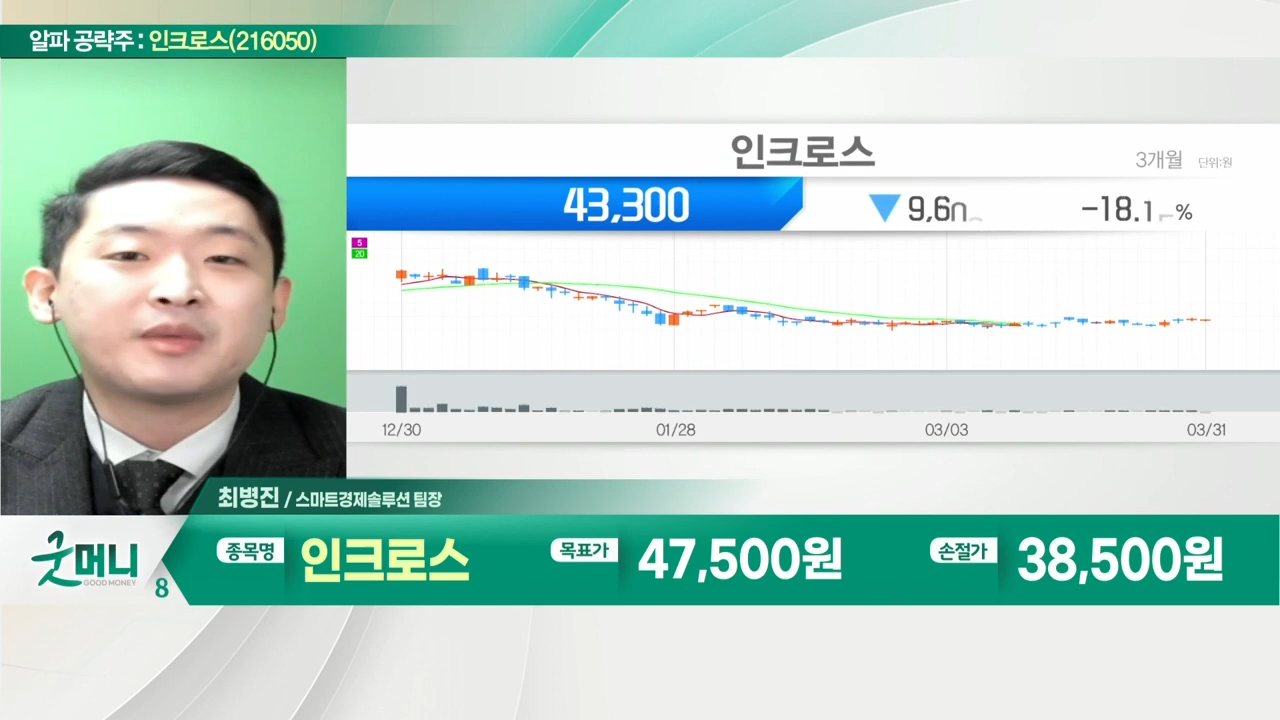 알파 공략주 : 인크로스(216050)
인크로스
3개월 단위:원
43,300
▼
%
5
20
12/30 01/28 03/03 03/31
최병진 / 스마트경제솔루션 팀장
굿머니
GOOD MONEY
8
종목명 인크로스 목표가 47,500원 손절가 38,500원